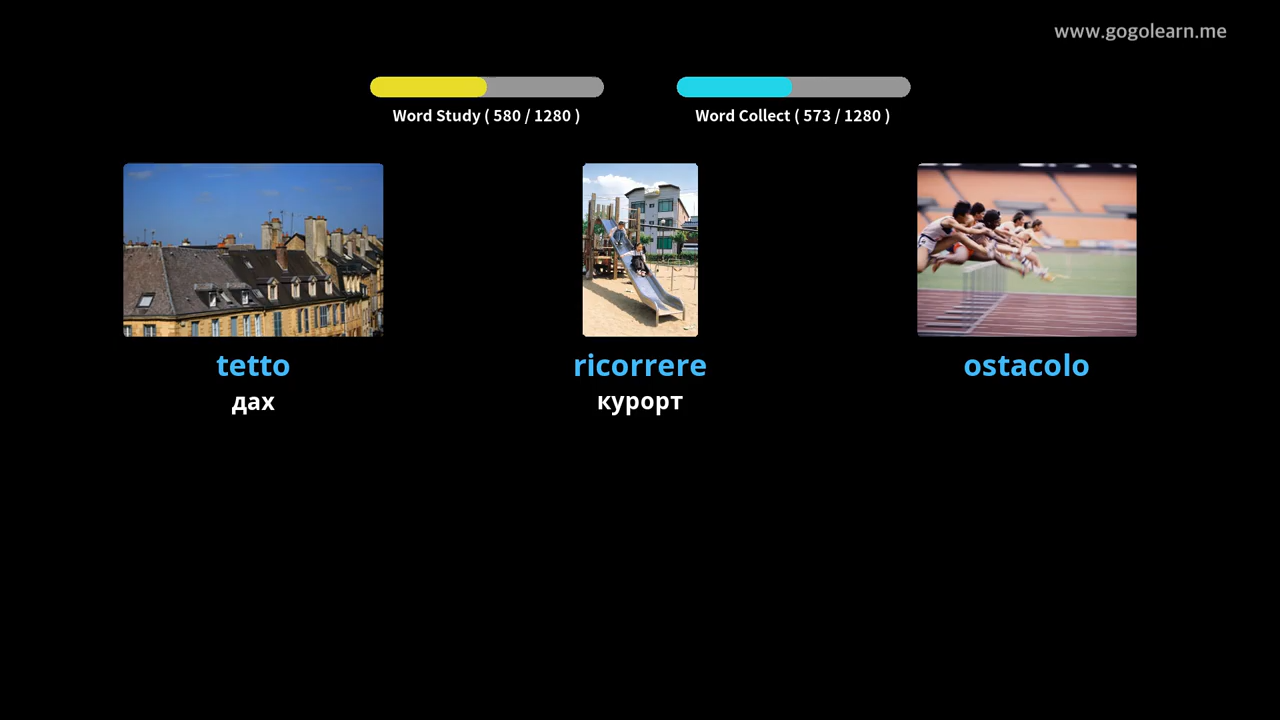 www.gogolearn.me
Word Study ( 580 / 1280 )
Word Collect ( 573 / 1280 )
tetto
ricorrere
ostacolo
дах
курорт